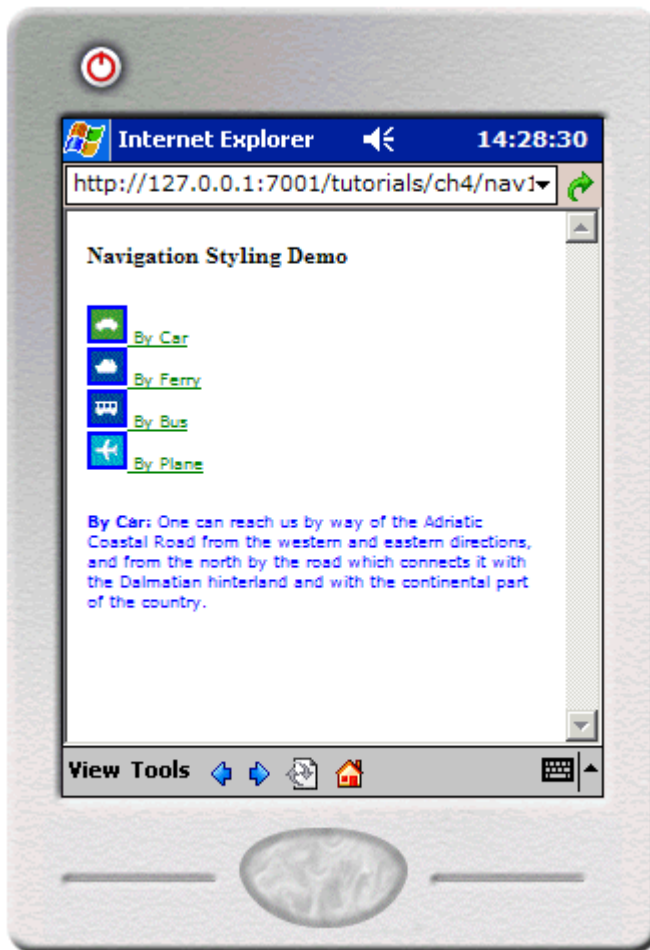 Internet Explorer 14:28:30
http://127.0.0.1:7001/tutorials/ch4/nav1
Navigation Styling Demo
By Car
By Ferry
By Bus
By Plane
By Car: One can reach us by way of the Adriatic
Coastal Road from the western and eastern directions,
and from the north by the road which connects it with
the Dalmatian hinterland and with the continental part
of the country.
View Tools